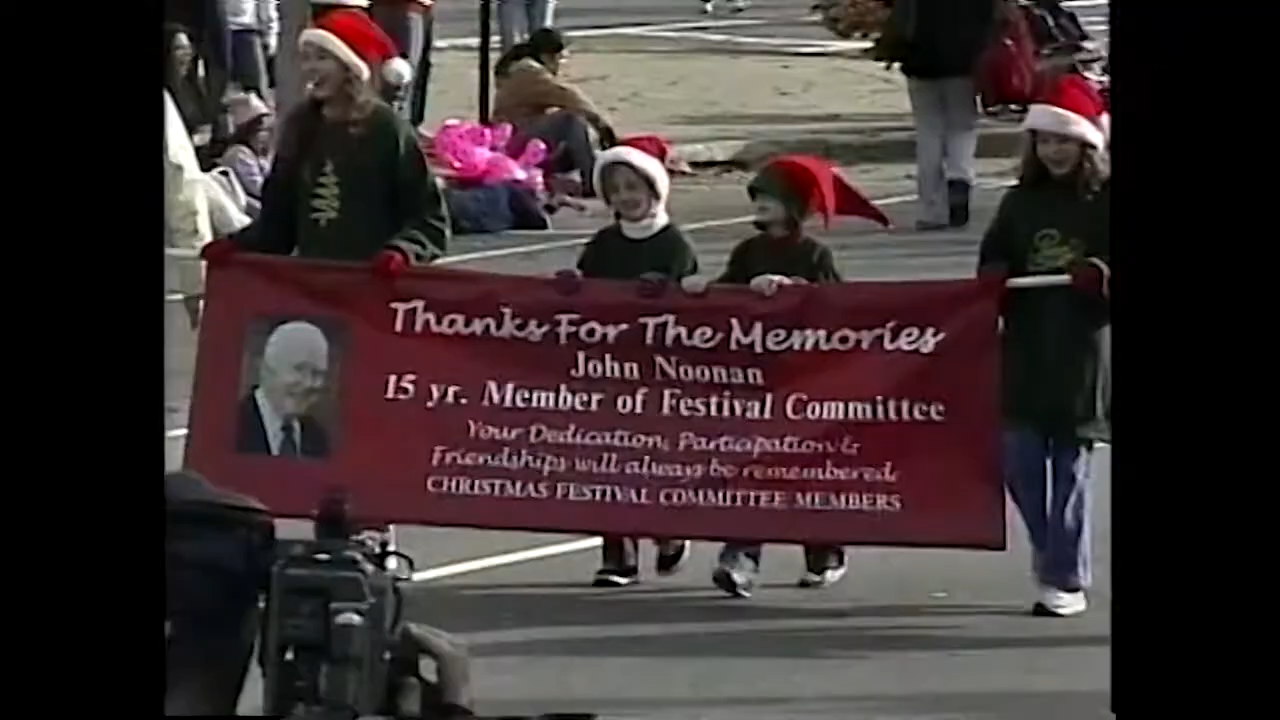 Thanks For The Memories
John Noonan
15 yr. Member of Festival Committee
Your Dedication, Participation &
Friendships will always be remembered.
CHRISTMAS FESTIVAL COMMITTEE MEMBERS